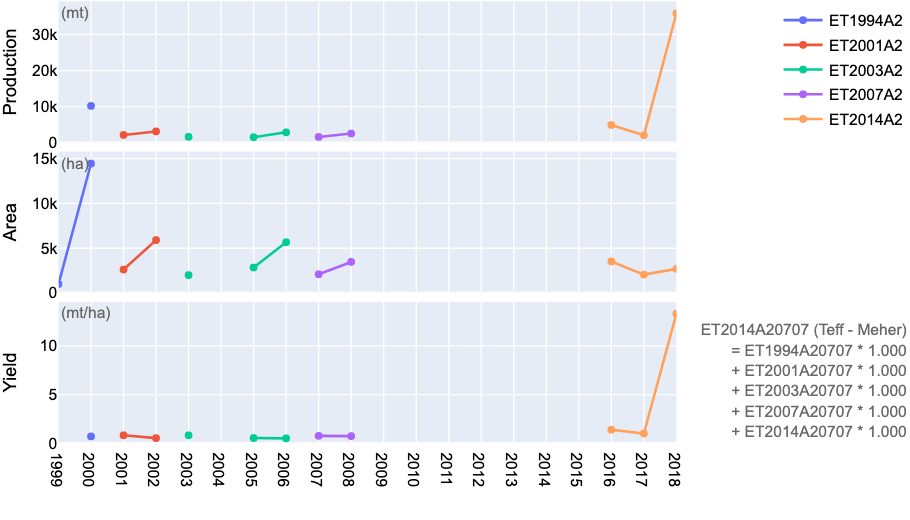 Production
(mt)
30k
20k
10k
0
Area
(ha)
15k
10k
5k
0
Yield
(mt/ha)
10
5
0
1999
2000
2001
2002
2003
2004
2005
2006
2007
2008
2009
2010
2011
2012
2013
2014
2015
2016
2017
2018
ET1994A2
ET2001A2
ET2003A2
ET2007A2
ET2014A2
ET2014A20707 (Teff - Meher)
= ET1994A20707 * 1.000
+ ET2001A20707 * 1.000
+ ET2003A20707 * 1.000
+ ET2007A20707 * 1.000
+ ET2014A20707 * 1.000